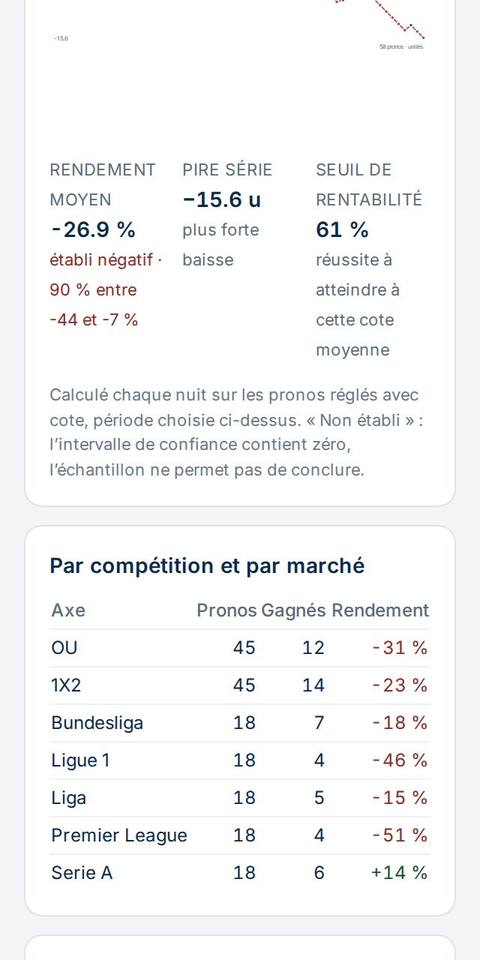 -15.6
58 pronos · unités
RENDEMENT MOYEN
-26.9 %
établi négatif ·
90 % entre
-44 et -7 %
PIRE SÉRIE
−15.6 u
plus forte
baisse
SEUIL DE
RENTABILITÉ
61 %
réussite à
atteindre à
cette cote
moyenne
Calculé chaque nuit sur les pronos réglés avec
cote, période choisie ci-dessus. « Non établi » :
l’intervalle de confiance contient zéro,
l’échantillon ne permet pas de conclure.
Par compétition et par marché
Axe Pronos Gagnés Rendement
OU 45 12 -31 %
1X2 45 14 -23 %
Bundesliga 18 7 -18 %
Ligue 1 18 4 -46 %
Liga 18 5 -15 %
Premier League 18 4 -51 %
Serie A 18 6 +14 %